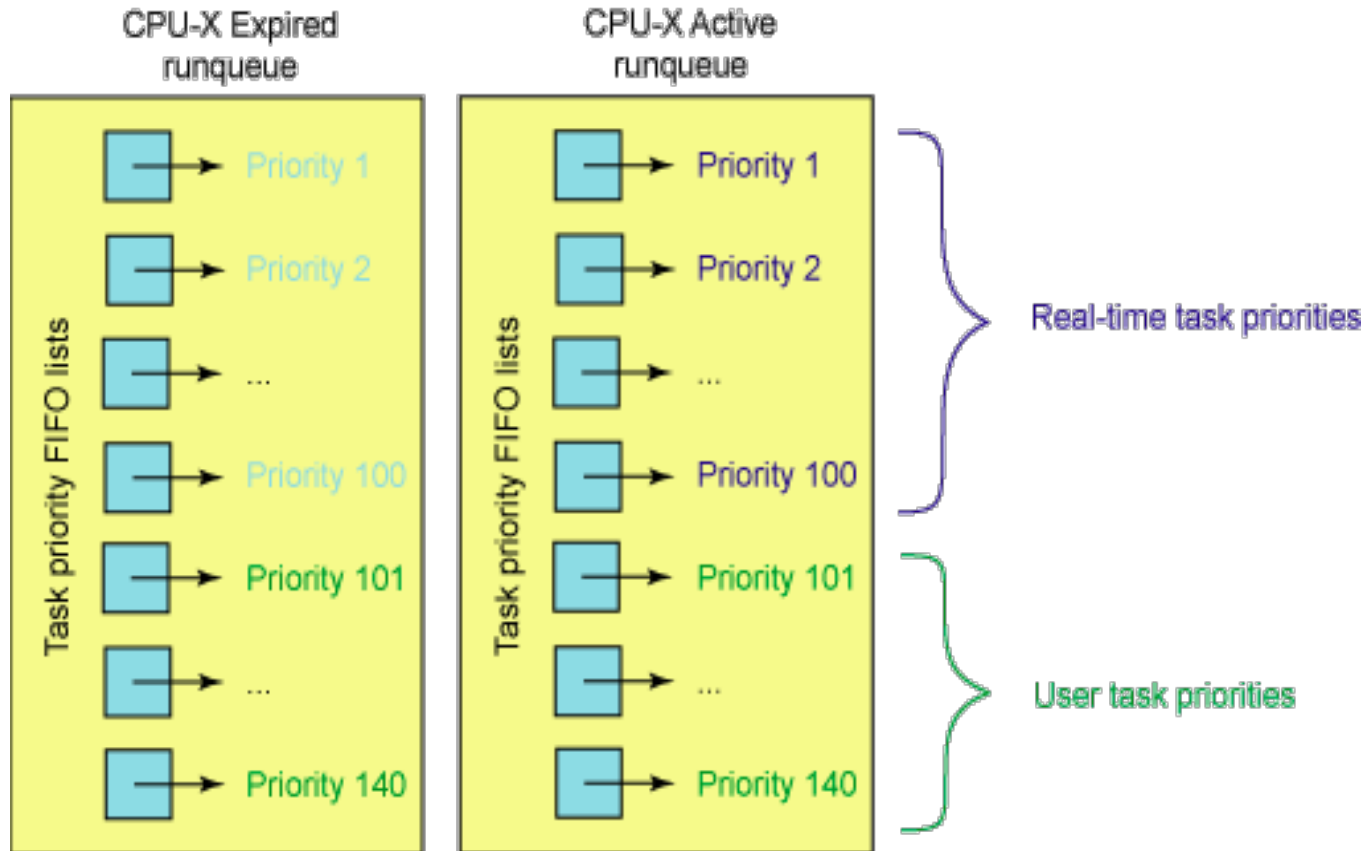 CPU-X Expired
runqueue
Task priority FIFO lists
Priority 1
Priority 2
...
Priority 100
Priority 101
...
Priority 140
CPU-X Active
runqueue
Task priority FIFO lists
Priority 1
Priority 2
...
Priority 100
Priority 101
...
Priority 140
Real-time task priorities
User task priorities